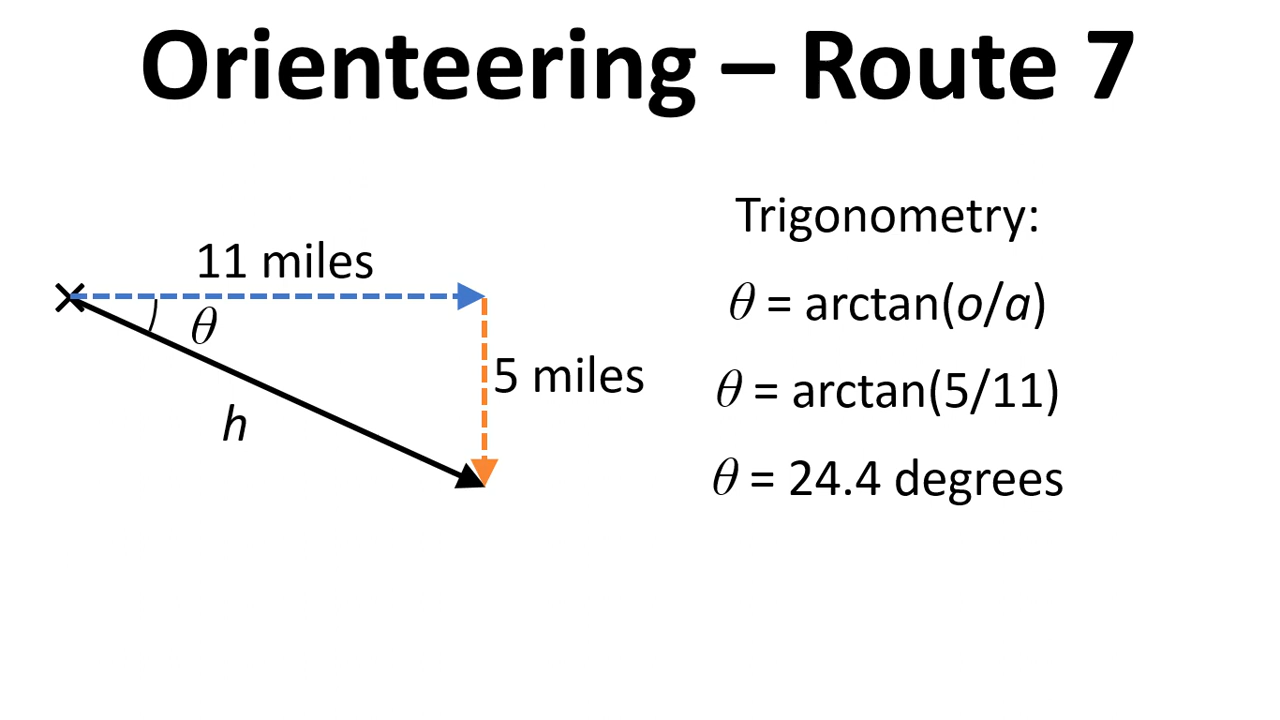 Orienteering – Route 7
Trigonometry:
11 miles
θ
5 miles
h
θ = arctan(o/a)
θ = arctan(5/11)
θ = 24.4 degrees